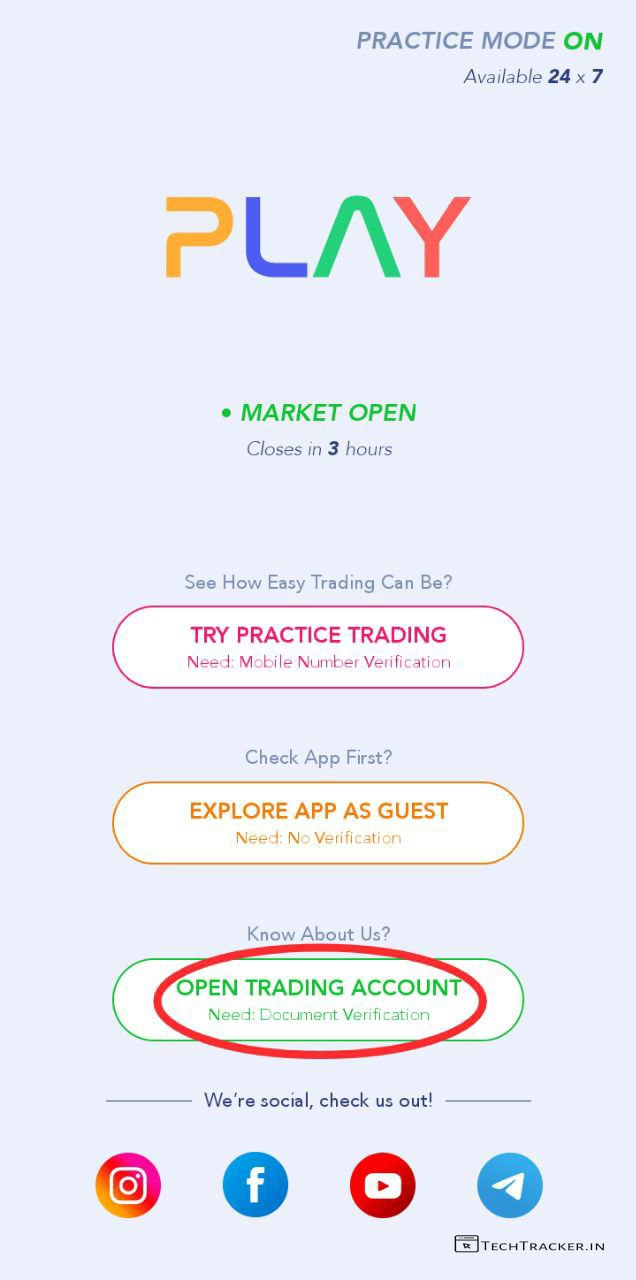 PRACTICE MODE ON
Available 24 x 7
PLAY
• MARKET OPEN
Closes in 3 hours
See How Easy Trading Can Be?
TRY PRACTICE TRADING
Need: Mobile Number Verification
Check App First?
EXPLORE APP AS GUEST
Need: No Verification
Know About Us?
OPEN TRADING ACCOUNT
Need: Document Verification
We're social, check us out!
TECHTRACKER.IN